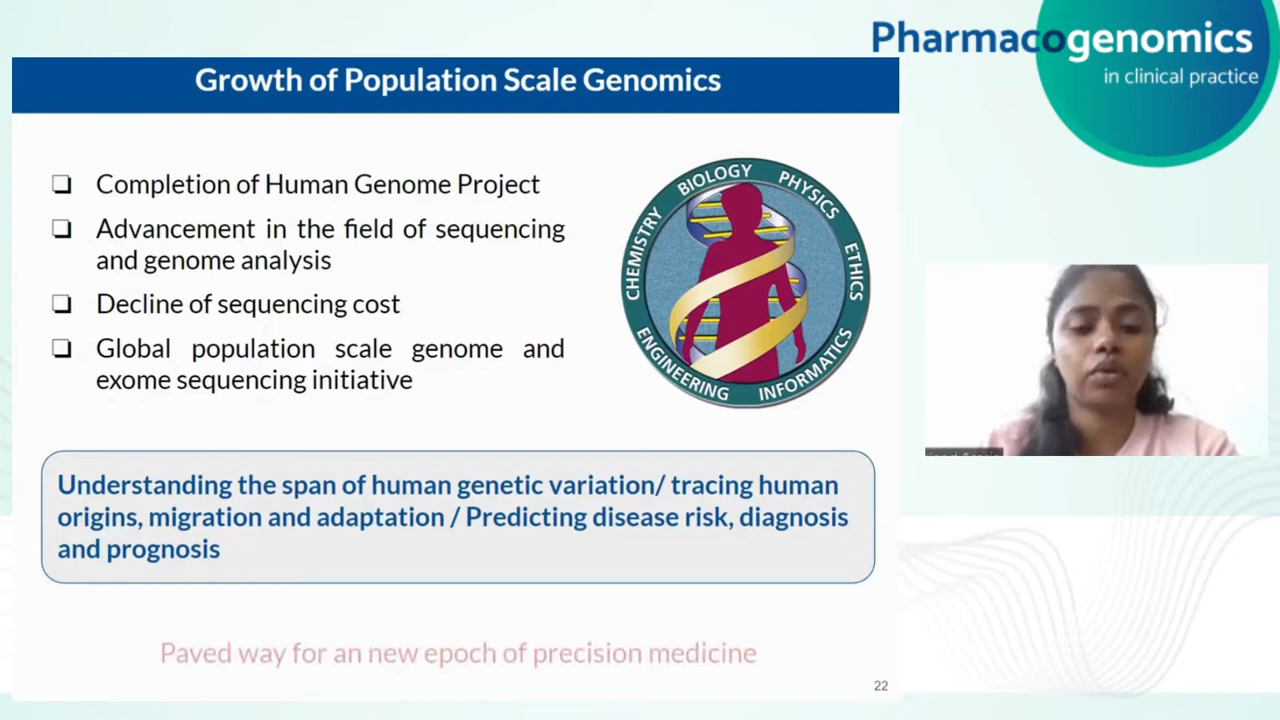 Pharmacogenomics
in clinical practice
Growth of Population Scale Genomics
❏ Completion of Human Genome Project
❏ Advancement in the field of sequencing
and genome analysis
❏ Decline of sequencing cost
❏ Global population scale genome and
exome sequencing initiative
CHEMISTRY BIOLOGY PHYSICS ETHICS
ENGINEERING INFORMATICS
Understanding the span of human genetic variation/ tracing human
origins, migration and adaptation / Predicting disease risk, diagnosis
and prognosis
Paved way for an new epoch of precision medicine
22